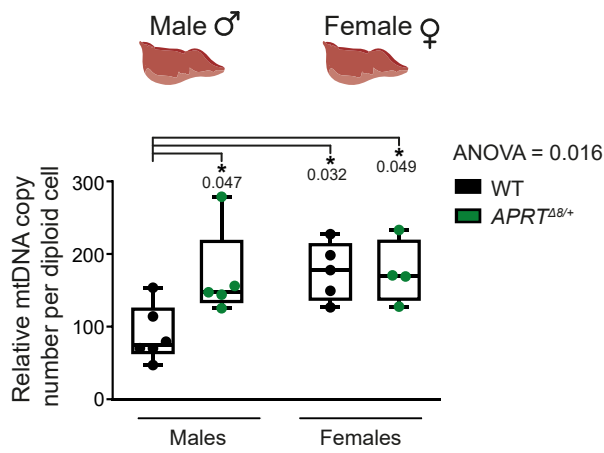 Male ♂
Female ♀
ANOVA = 0.016
* 0.047
* 0.032
* 0.049
WT
APRTΔ8/+
Relative mtDNA copy
number per diploid cell
300
200
100
0
Males
Females